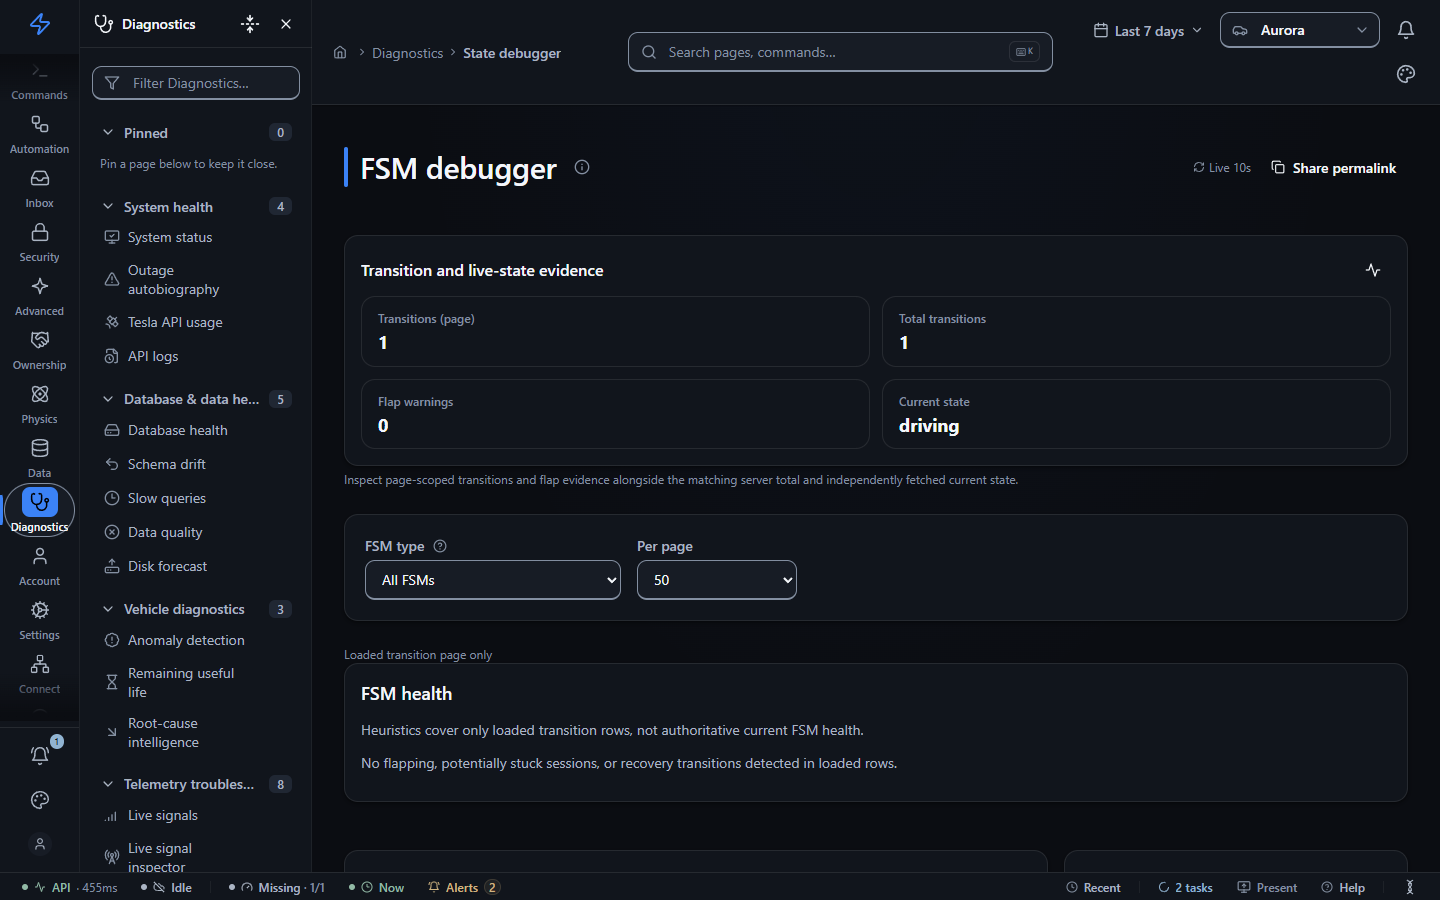 Commands
Automation
Inbox
Security
Advanced
Ownership
Physics
Data
Diagnostics
Account
Settings
Connect
1
Diagnostics
Filter Diagnostics...
Pinned 0
Pin a page below to keep it close.
System health 4
System status
Outage
autobiography
Tesla API usage
API logs
Database & data he... 5
Database health
Schema drift
Slow queries
Data quality
Disk forecast
Vehicle diagnostics 3
Anomaly detection
Remaining useful
life
Root-cause
intelligence
Telemetry troubles... 8
Live signals
Live signal
inspector
Diagnostics
State debugger
Search pages, commands...
K
Last 7 days
Aurora
FSM debugger
Live 10s
Share permalink
Transition and live-state evidence
Transitions (page)
1
Total transitions
1
Flap warnings
0
Current state
driving
Inspect page-scoped transitions and flap evidence alongside the matching server total and independently fetched current state.
FSM type
All FSMs
Per page
50
Loaded transition page only
FSM health
Heuristics cover only loaded transition rows, not authoritative current FSM health.
No flapping, potentially stuck sessions, or recovery transitions detected in loaded rows.
API · 455ms
Idle
Missing · 1/1
Now
Alerts 2
Recent
2 tasks
Present
Help